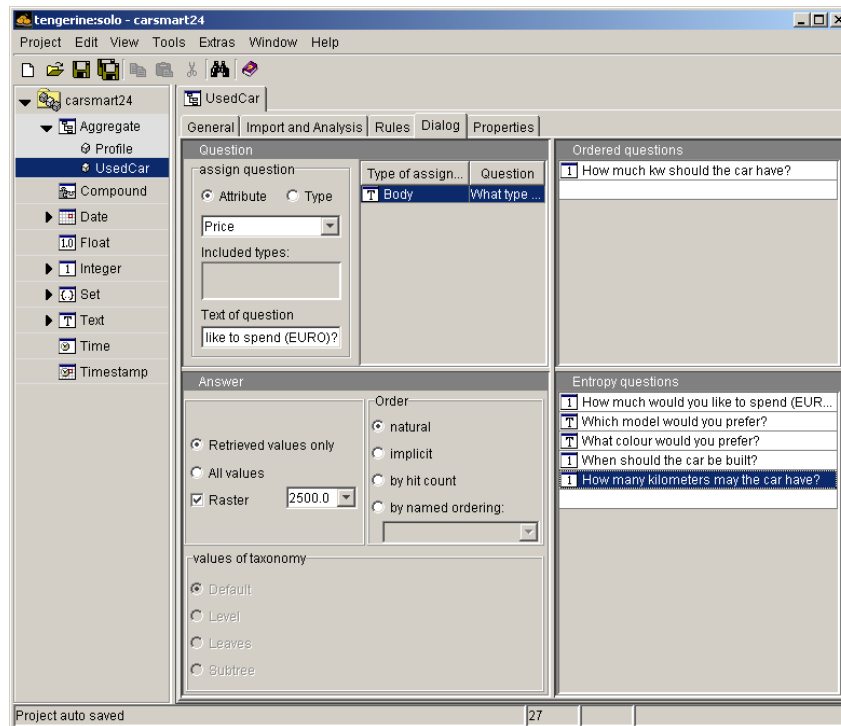 tengerine:solo - carsmart24
Project Edit View Tools Extras Window Help
carsmart24
Aggregate
Profile
UsedCar
Compound
Date
1.0 Float
1 Integer
{.} Set
T Text
Time
Timestamp
UsedCar
General Import and Analysis Rules Dialog Properties
Question
assign question
Attribute Type
Price
Included types:
Text of question
like to spend (EURO)?
Type of assign... Question
T Body What type ...
Ordered questions
1 How much kw should the car have?
Answer
Retrieved values only
All values
Raster 2500.0
Order
natural
implicit
by hit count
by named ordering:
values of taxonomy
Default
Level
Leaves
Subtree
Entropy questions
1 How much would you like to spend (EUR...
T Which model would you prefer?
T What colour would you prefer?
1 When should the car be built?
1 How many kilometers may the car have?
Project auto saved 27